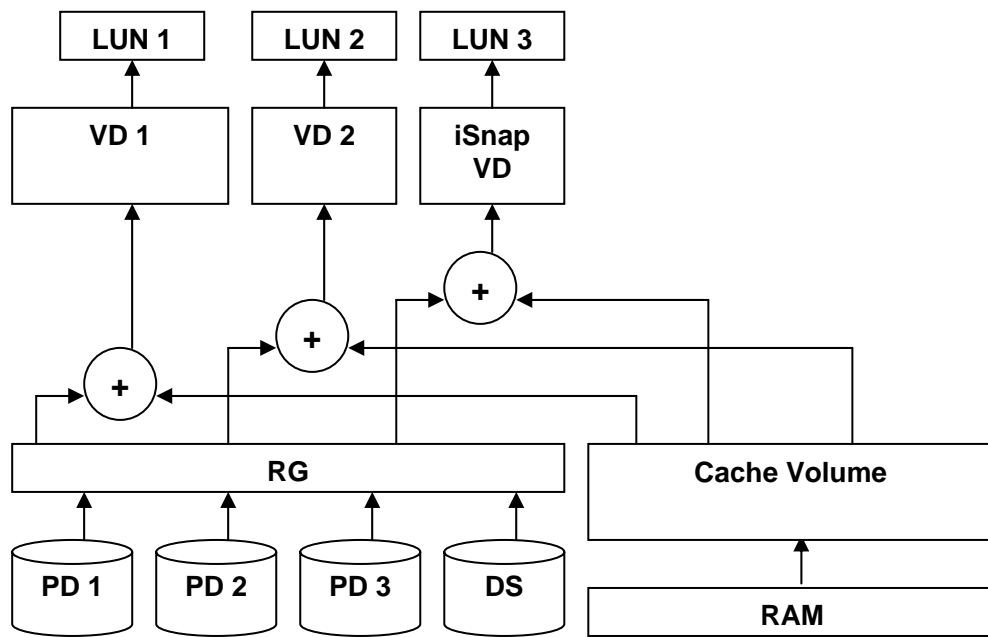 LUN 1
LUN 2
LUN 3
VD 1
VD 2
iSnap
VD
+
+
+
RG
Cache Volume
PD 1
PD 2
PD 3
DS
RAM